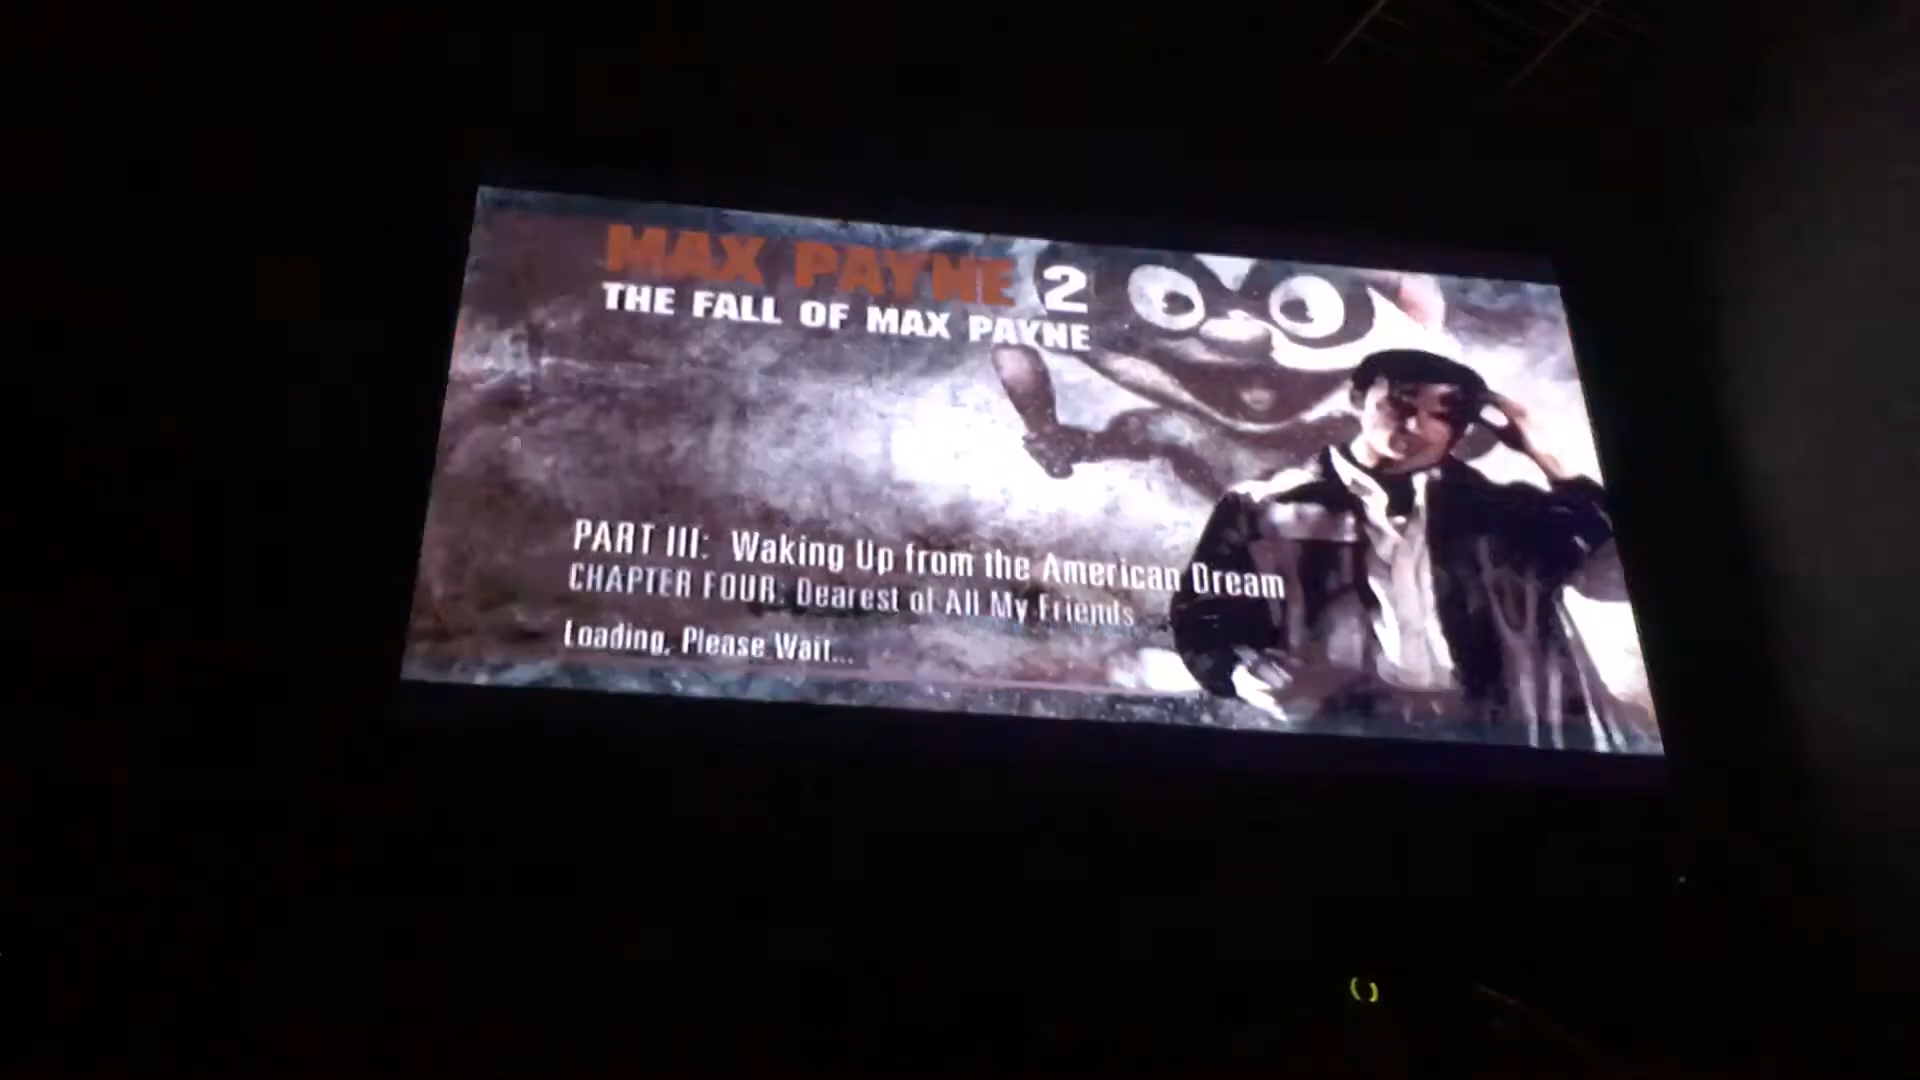 MAX PAYNE 2
THE FALL OF MAX PAYNE
PART III: Waking Up from the American Dream
CHAPTER FOUR: Dearest of All My Friends
Loading, Please Wait...